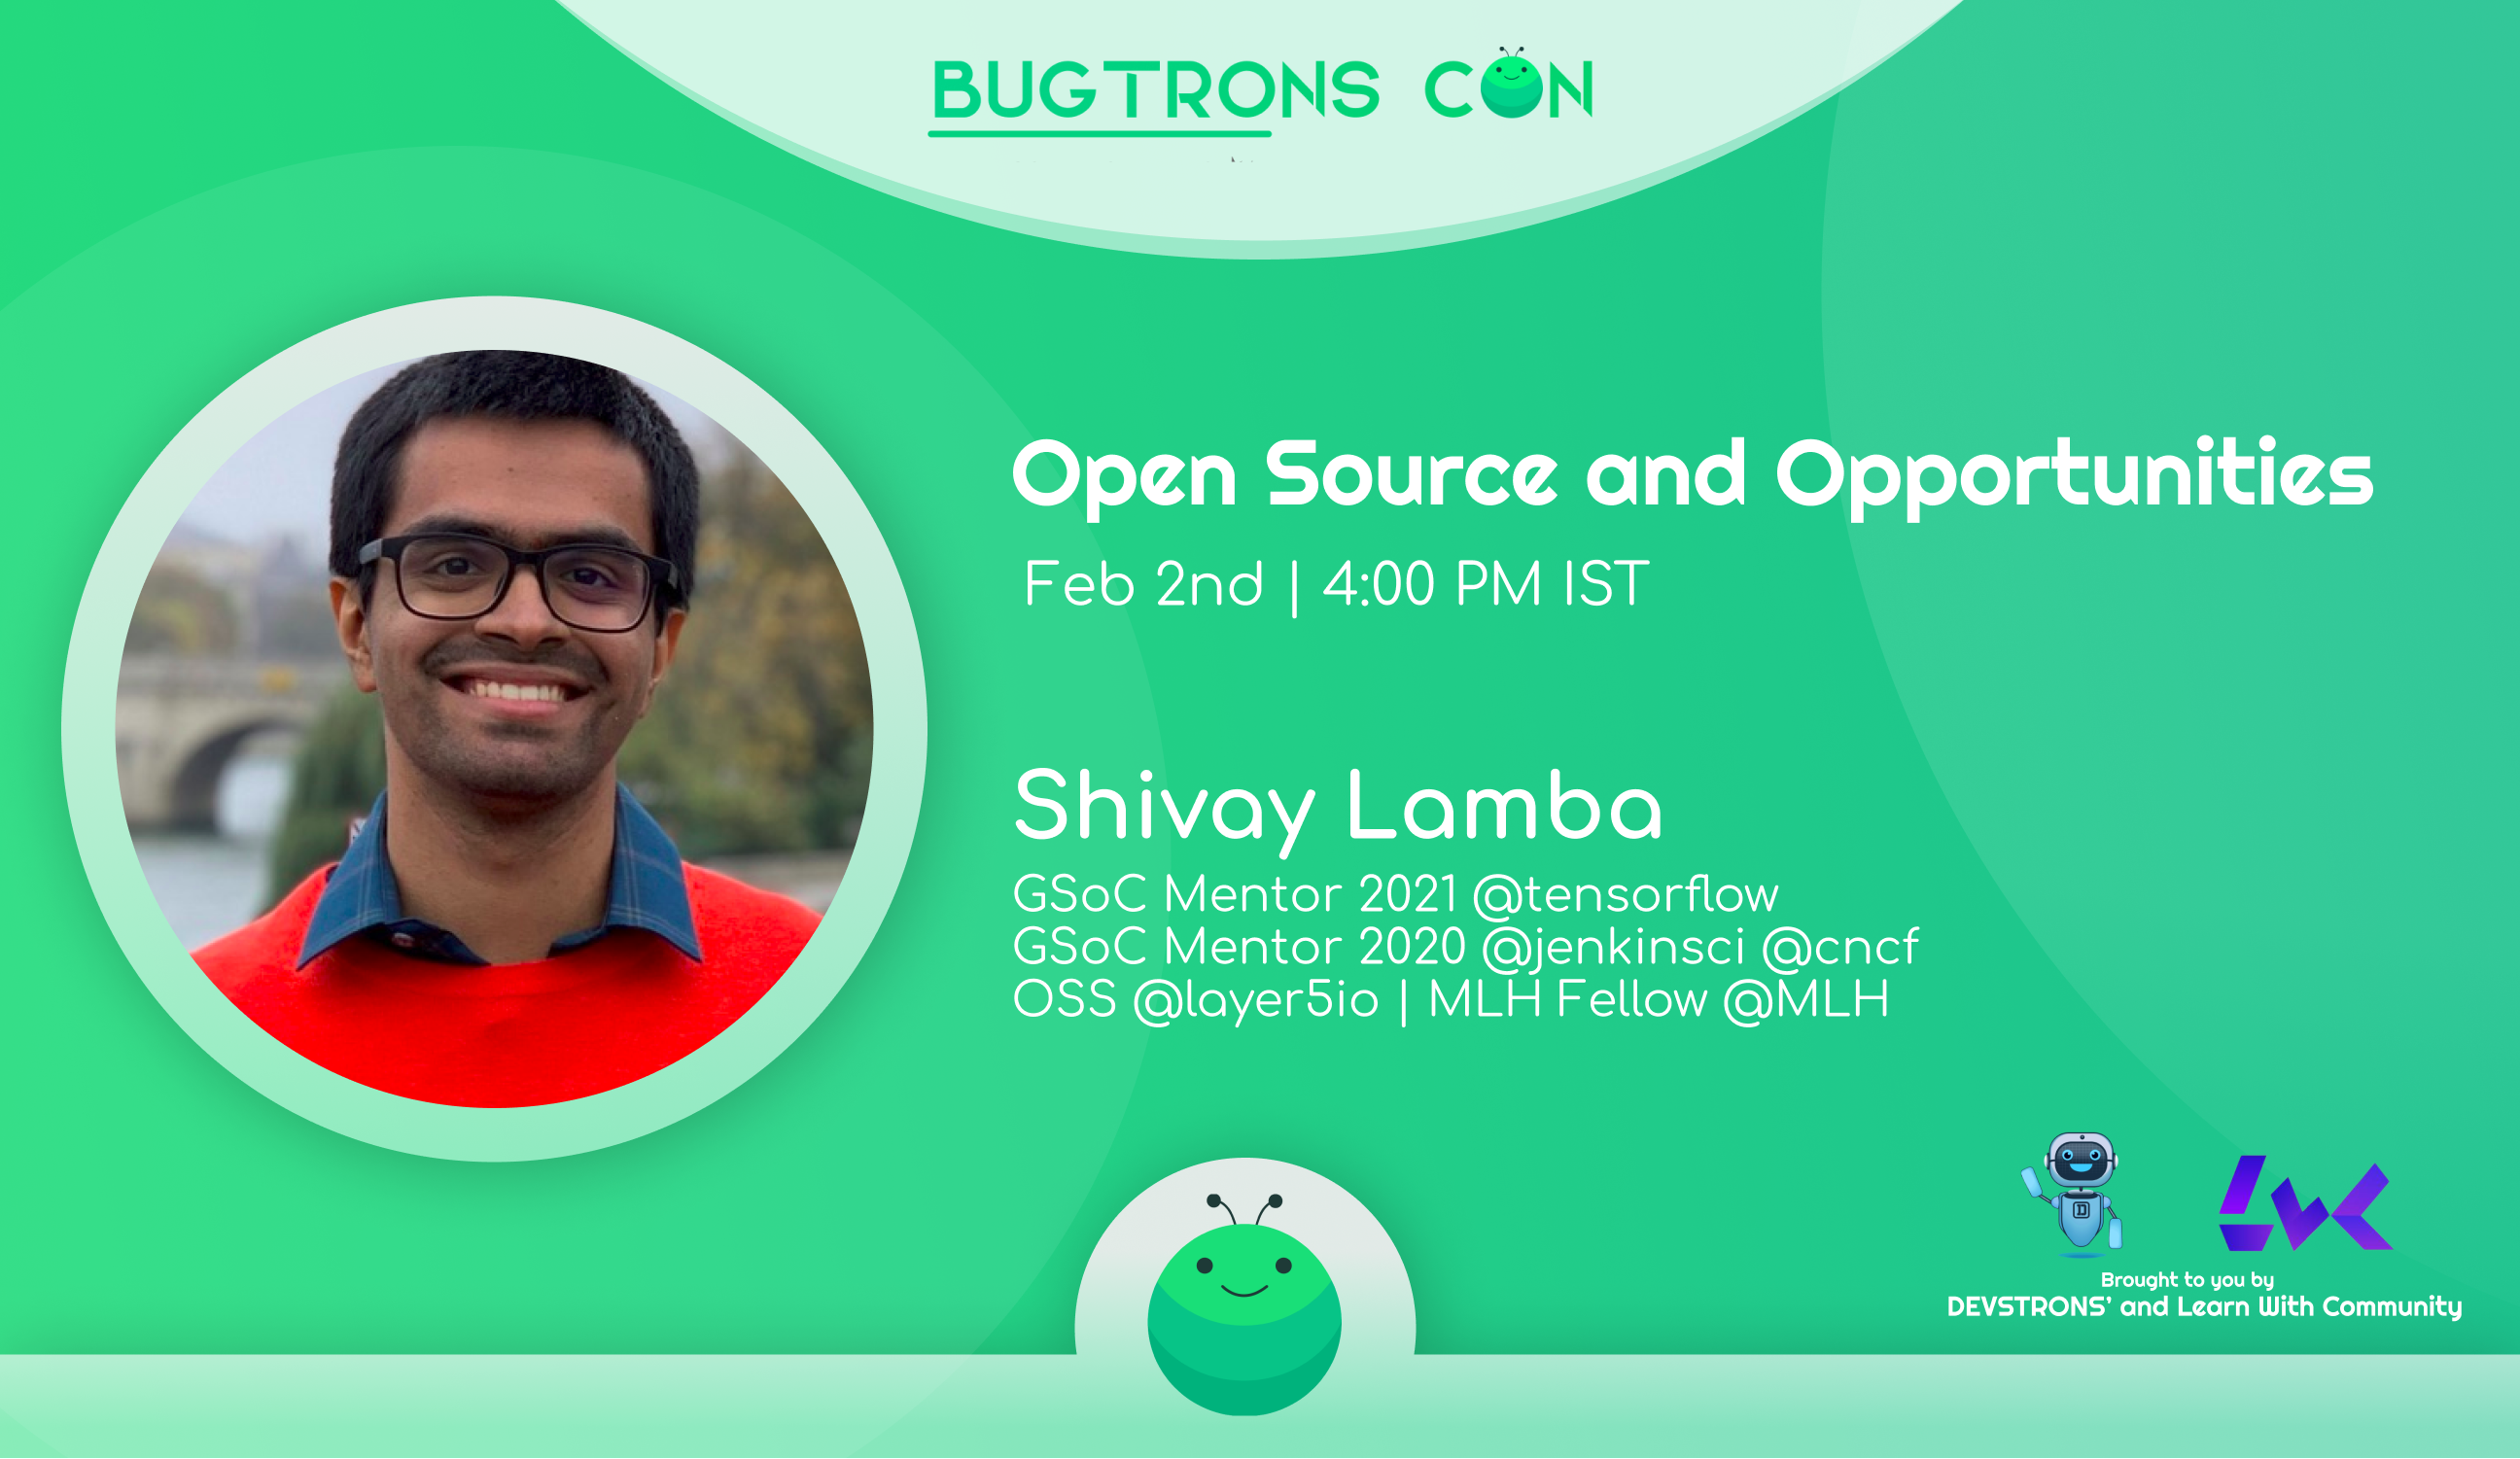 BUGTRONS CON
Open Source and Opportunities
Feb 2nd | 4:00 PM IST
Shivay Lamba
GSoC Mentor 2021 @tensorflow
GSoC Mentor 2020 @jenkinsci @cncf
OSS @layer5io | MLH Fellow @MLH
D
LWC
Brought to you by
DEVSTRONS' and Learn With Community